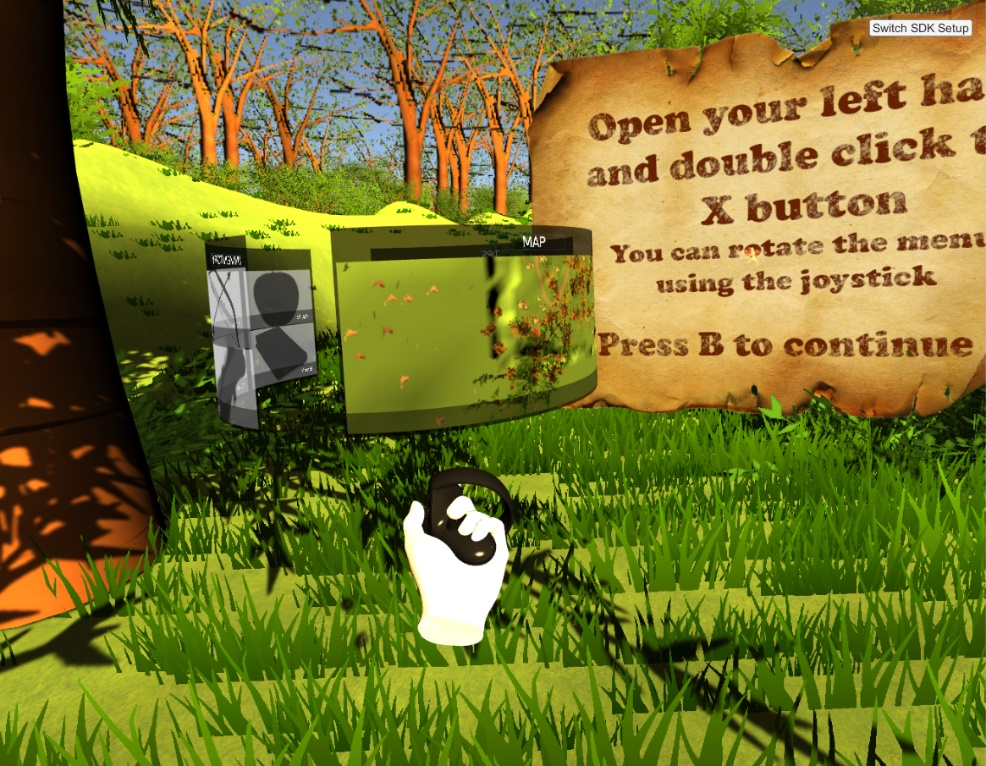 Switch SDK Setup
Open your left ha
and double click t
X button
You can rotate the menu
using the joystick
Press B to continue
MAP
INVENTORY